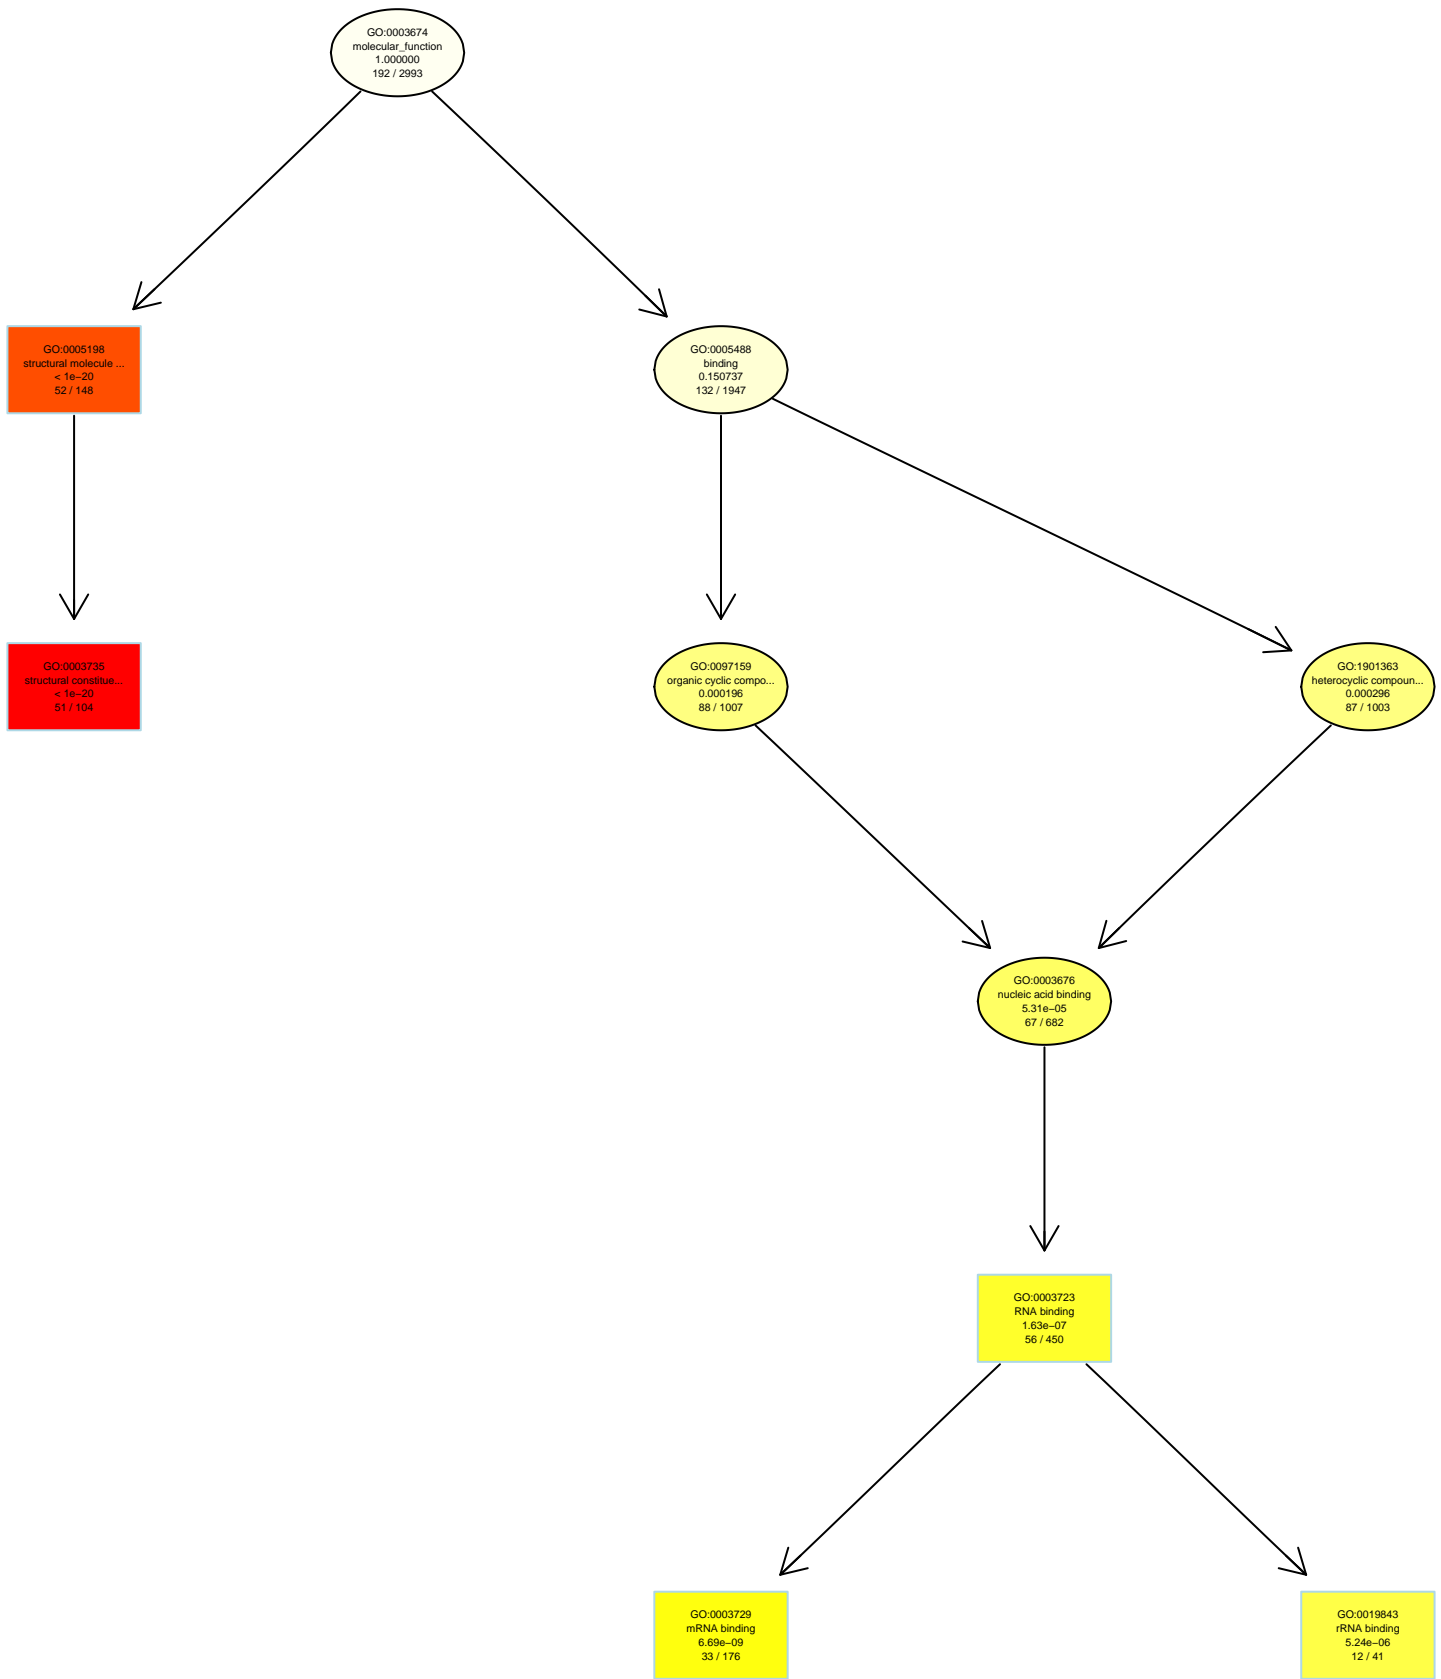 GO:0003674
molecular_function
1.000000
192 / 2993
GO:0005198
structural molecule ...
< 1e−20
52 / 148
GO:0005488
binding
0.150737
132 / 1947
GO:0003735
structural constitue...
< 1e−20
51 / 104
GO:0097159
organic cyclic compo...
0.000196
88 / 1007
GO:1901363
heterocyclic compoun...
0.000296
87 / 1003
GO:0003676
nucleic acid binding
5.31e−05
67 / 682
GO:0003723
RNA binding
1.63e−07
56 / 450
GO:0003729
mRNA binding
6.69e−09
33 / 176
GO:0019843
rRNA binding
5.24e−06
12 / 41